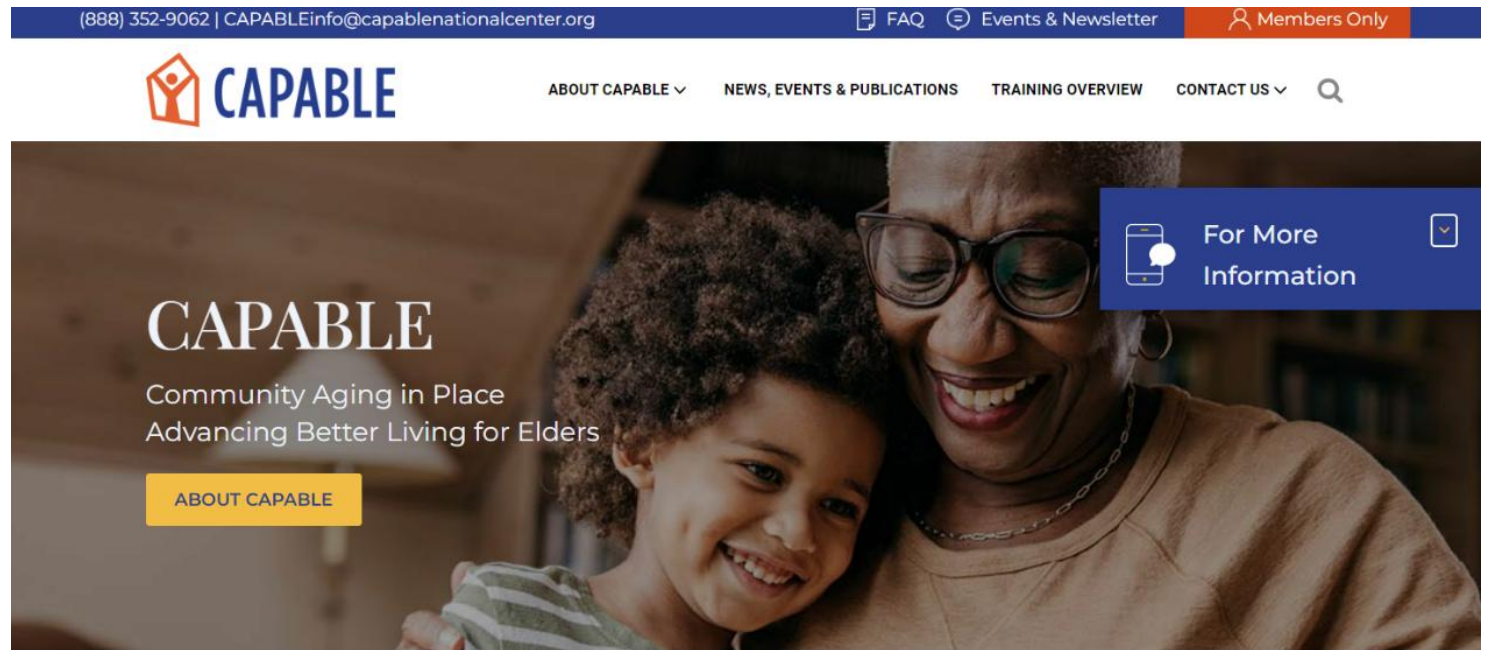 (888) 352-9062 | CAPABLEinfo@capablenationalcenter.org
FAQ
Events & Newsletter
Members Only
CAPABLE
ABOUT CAPABLE
NEWS, EVENTS & PUBLICATIONS
TRAINING OVERVIEW
CONTACT US
For More
Information
CAPABLE
Community Aging in Place
Advancing Better Living for Elders
ABOUT CAPABLE